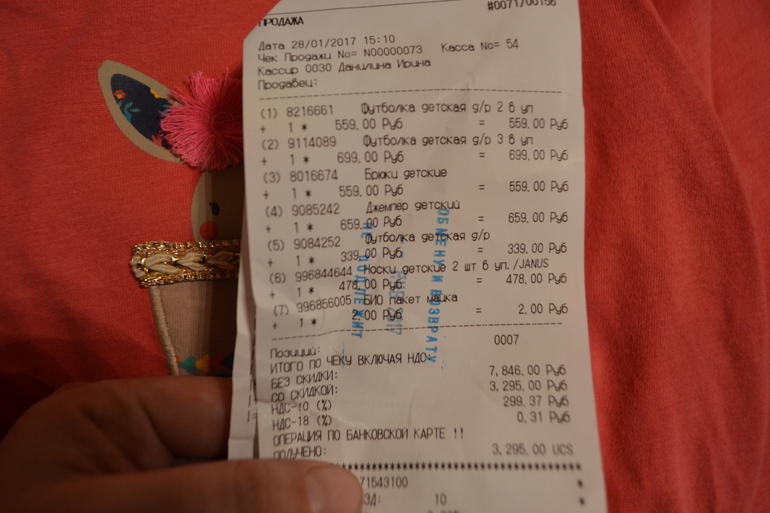 #0071/00156
ПРОДАЖА
Дата 28/01/2017 15:10
Чек Продажи No= N00000073 Касса No= 54
Кассир 0030 Данилина Ирина
Продавец:
(1) 8216661 Футболка детская д/р 2 в уп
+ 1 * 559,00 Руб = 559,00 Руб
(2) 9114089 Футболка детская д/р 3 в уп
+ 1 * 699,00 Руб = 699,00 Руб
(3) 8016674 Брюки детские
+ 1 * 559,00 Руб = 559,00 Руб
(4) 9085242 Джемпер детский
+ 1 * 659,00 Руб = 659,00 Руб
(5) 9084252 Футболка детская д/р
+ 1 * 339,00 Руб = 339,00 Руб
(6) 996844644 Носки детские 2 шт в уп. /JANUS
+ 1 * 478,00 Руб = 478,00 Руб
(7) 996856005 БИО пакет майка
+ 1 * 2,00 Руб = 2,00 Руб
ОБМЕНУ И ВОЗВРАТУ
НЕ ПОДЛЕЖИТ
Позиций: 0007
ИТОГО ПО ЧЕКУ ВКЛЮЧАЯ НДС:
БЕЗ СКИДКИ: 7,846,00 Руб
СО СКИДКОЙ: 3,295,00 Руб
НДС-10 (%) 299,37 Руб
НДС-18 (%) 0,31 Руб
ОПЕРАЦИЯ ПО БАНКОВСКОЙ КАРТЕ !!
ПОЛУЧЕНО: 3,295,00 UCS
71543100 *
10 *